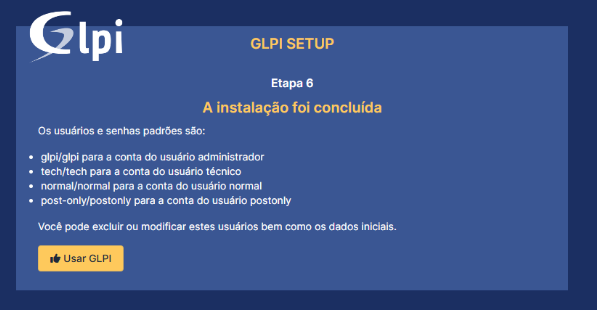 Glpi
GLPI SETUP
Etapa 6
A instalação foi concluída
Os usuários e senhas padrões são:
glpi/glpi para a conta do usuário administrador
tech/tech para a conta do usuário técnico
normal/normal para a conta do usuário normal
post-only/postonly para a conta do usuário postonly
Você pode excluir ou modificar estes usuários bem como os dados iniciais.
Usar GLPI